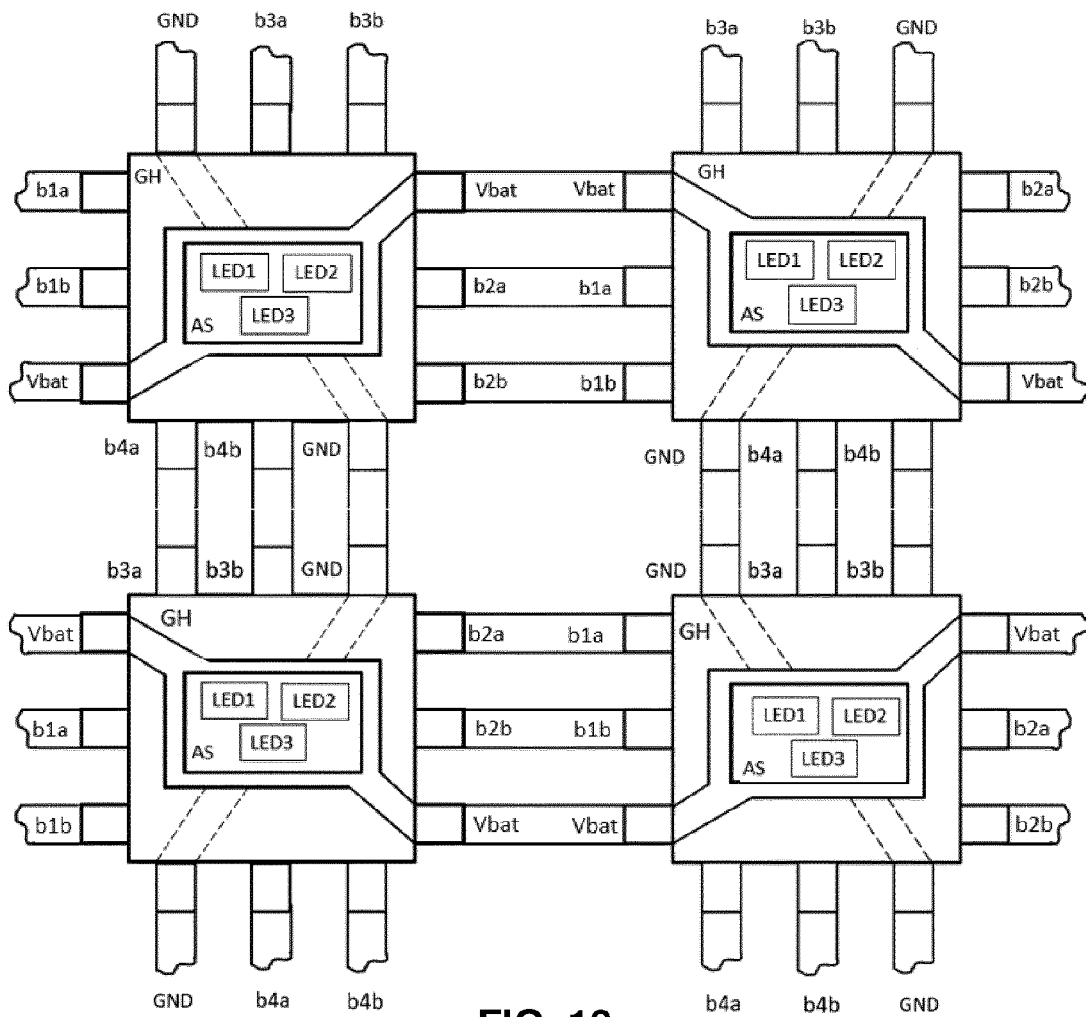 GND b3a b3b b3a b3b GND
GH GH
b1a Vbat Vbat b2a
LED1 LED2 LED1 LED2
b1b b2a b1a b2b
LED3 LED3
AS AS
Vbat b2b b1b Vbat
b4a b4b GND GND b4a b4b
b3a b3b GND GND b3a b3b
GH GH
Vbat b2a b1a Vbat
LED1 LED2 LED1 LED2
b1a b2b b1b b2a
LED3 LED3
AS AS
b1b Vbat Vbat b2b
GND b4a b4b b4a b4b GND